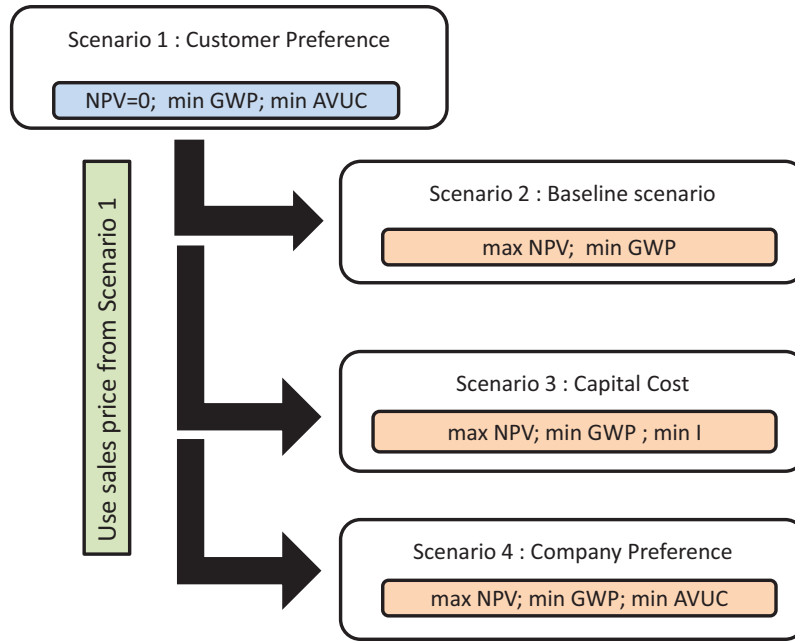 Scenario 1 : Customer Preference
NPV=0; min GWP; min AVUC
Use sales price from Scenario 1
Scenario 2 : Baseline scenario
max NPV; min GWP
Scenario 3 : Capital Cost
max NPV; min GWP ; min I
Scenario 4 : Company Preference
max NPV; min GWP; min AVUC